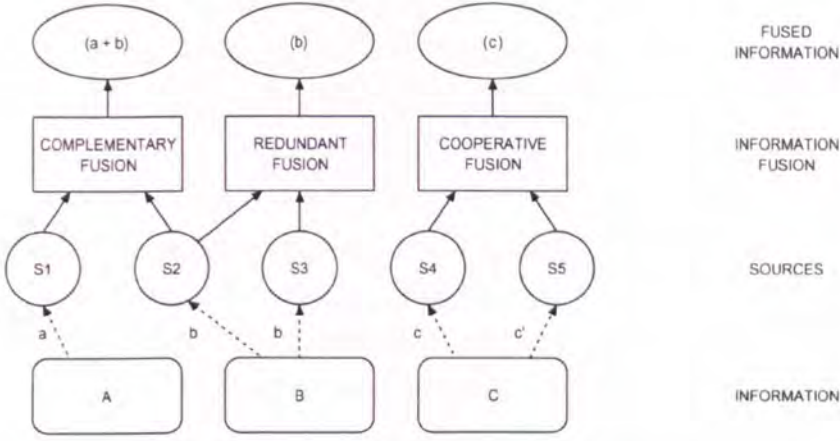 (a + b)
(b)
(c)
FUSED
INFORMATION
COMPLEMENTARY
FUSION
REDUNDANT
FUSION
COOPERATIVE
FUSION
INFORMATION
FUSION
S1
S2
S3
S4
S5
SOURCES
a
b
b
c
c'
A
B
C
INFORMATION